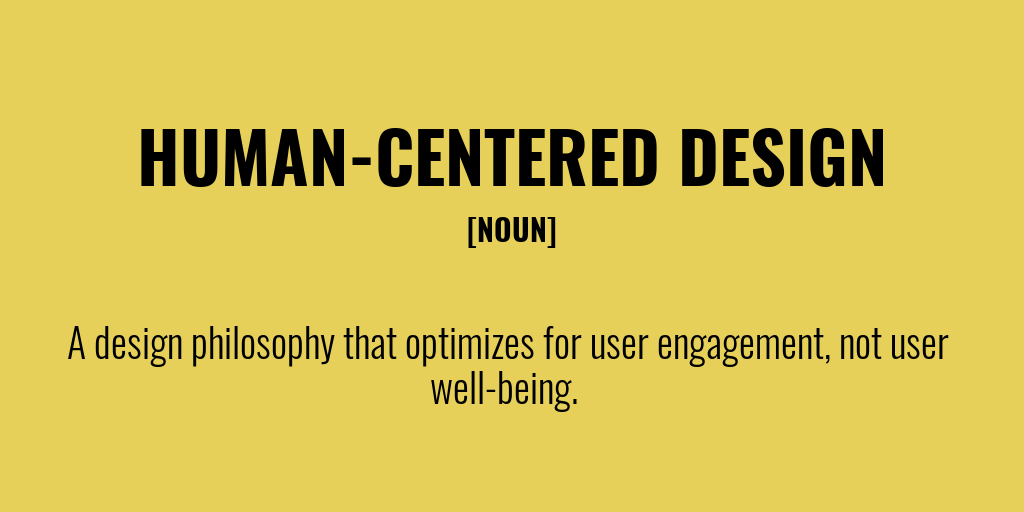 HUMAN-CENTERED DESIGN
[NOUN]
A design philosophy that optimizes for user engagement, not user
well-being.